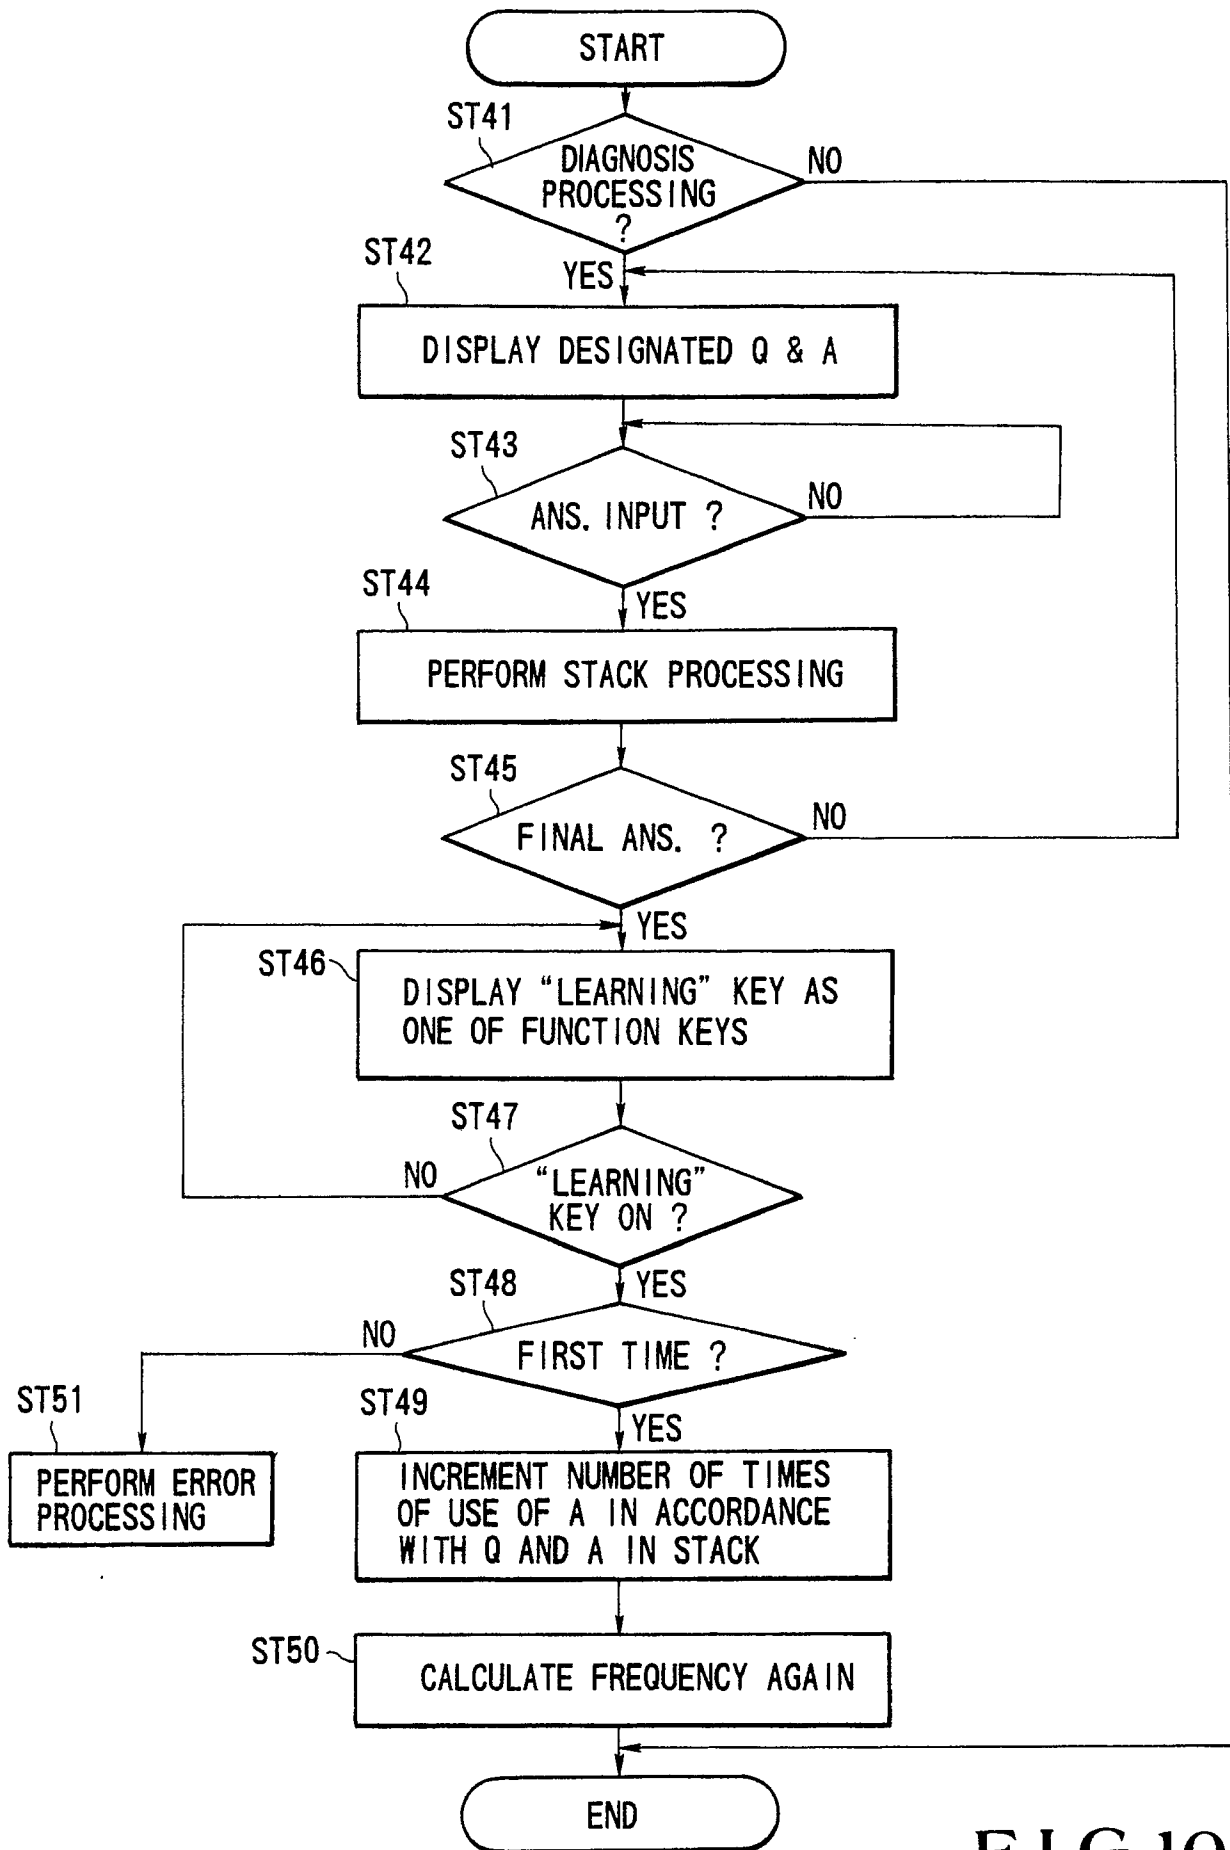 START
ST41
DIAGNOSIS
PROCESSING
?
NO
ST42
YES
DISPLAY DESIGNATED Q & A
ST43
ANS. INPUT ?
NO
ST44
YES
PERFORM STACK PROCESSING
ST45
FINAL ANS. ?
NO
YES
ST46
DISPLAY “LEARNING” KEY AS
ONE OF FUNCTION KEYS
ST47
NO
“LEARNING”
KEY ON ?
YES
ST48
NO
FIRST TIME ?
ST51
ST49
YES
PERFORM ERROR
PROCESSING
INCREMENT NUMBER OF TIMES
OF USE OF A IN ACCORDANCE
WITH Q AND A IN STACK
ST50
CALCULATE FREQUENCY AGAIN
END
FIG.10